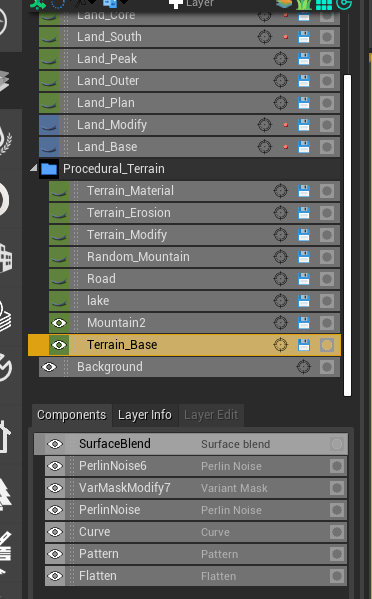 Layer
Land_Core
Land_South
Land_Peak
Land_Outer
Land_Plan
Land_Modify
Land_Base
Procedural_Terrain
Terrain_Material
Terrain_Erosion
Terrain_Modify
Random_Mountain
Road
lake
Mountain2
Terrain_Base
Background
Components Layer Info Layer Edit
SurfaceBlend Surface blend
PerlinNoise6 Perlin Noise
VarMaskModify7 Variant Mask
PerlinNoise Perlin Noise
Curve Curve
Pattern Pattern
Flatten Flatten